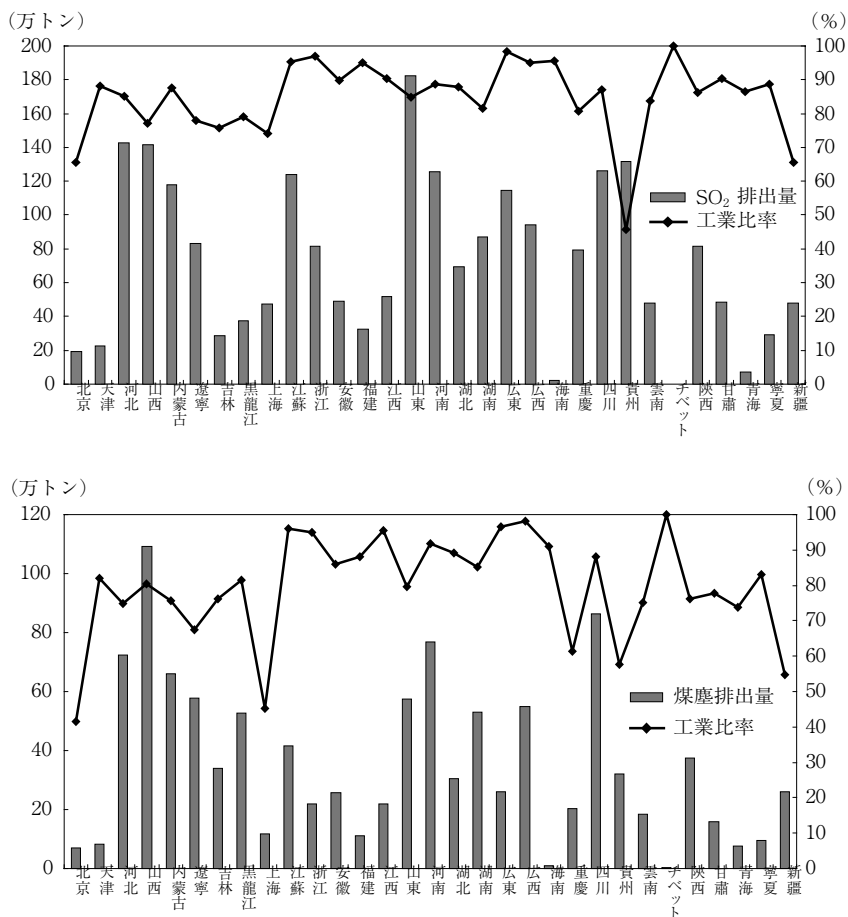 （万トン）
（%）
200
180
160
140
120
100
80
60
40
20
0
100
90
80
70
60
50
40
30
20
10
0
SO₂ 排出量
工業比率
北京
天津
河北
山西
内蒙古
遼寧
吉林
黒龍江
上海
江蘇
浙江
安徽
福建
江西
山東
河南
湖北
湖南
広東
広西
海南
重慶
四川
貴州
雲南
チベット
陝西
甘粛
青海
寧夏
新疆
（万トン）
（%）
120
100
80
60
40
20
0
100
90
80
70
60
50
40
30
20
10
0
煤塵排出量
工業比率
北京
天津
河北
山西
内蒙古
遼寧
吉林
黒龍江
上海
江蘇
浙江
安徽
福建
江西
山東
河南
湖北
湖南
広東
広西
海南
重慶
四川
貴州
雲南
チベット
陝西
甘粛
青海
寧夏
新疆